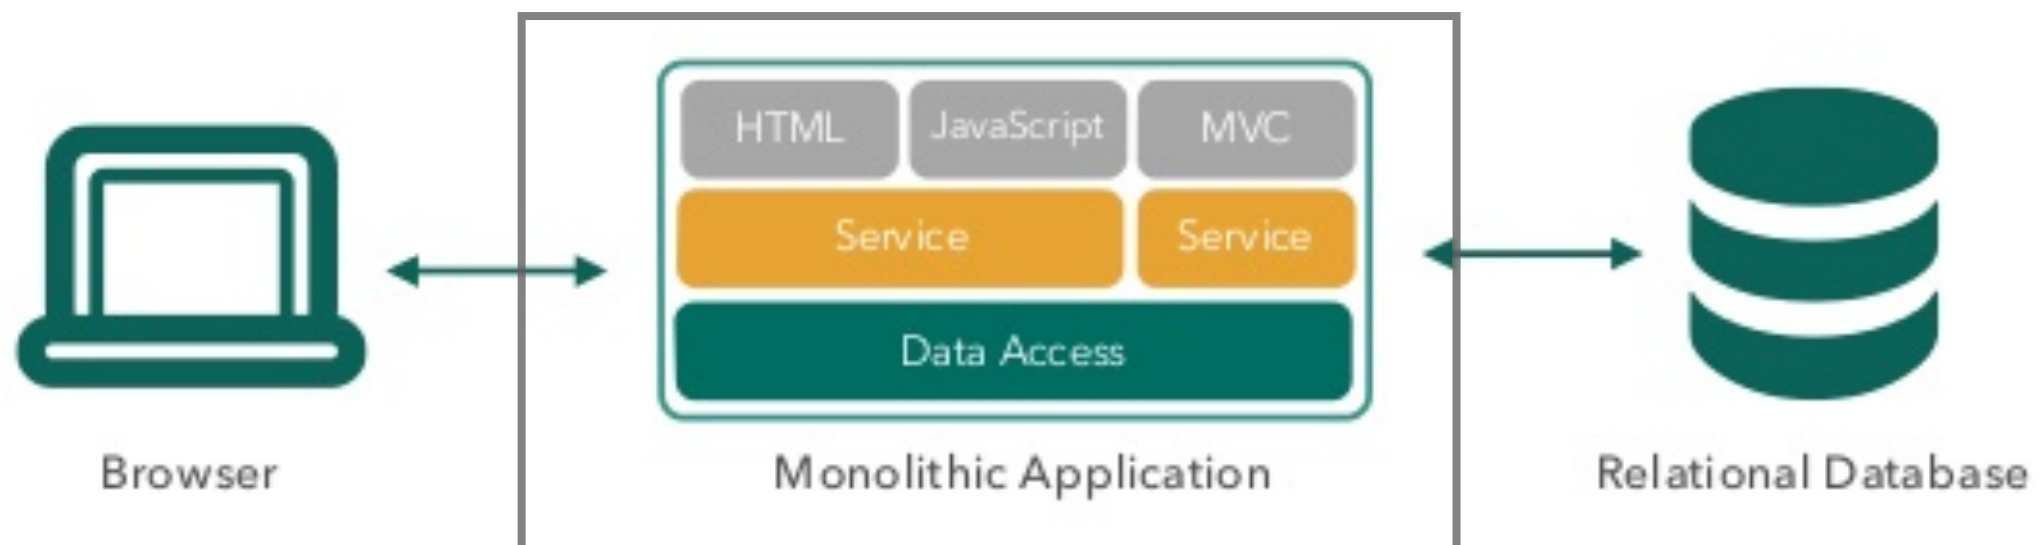 HTML
JavaScript
MVC
Service
Service
Data Access
Browser
Monolithic Application
Relational Database